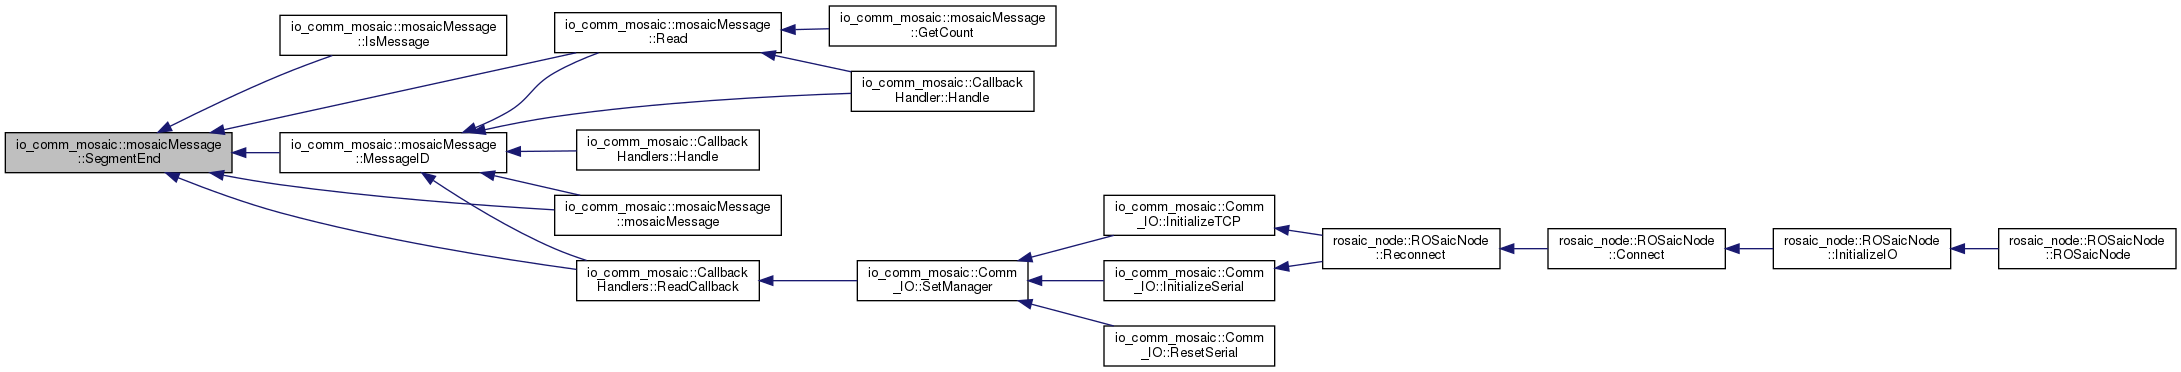 io_comm_mosaic::mosaicMessage
::SegmentEnd
io_comm_mosaic::mosaicMessage
::IsMessage
io_comm_mosaic::mosaicMessage
::Read
io_comm_mosaic::mosaicMessage
::GetCount
io_comm_mosaic::Callback
Handler::Handle
io_comm_mosaic::mosaicMessage
::MessageID
io_comm_mosaic::Callback
Handlers::Handle
io_comm_mosaic::mosaicMessage
::mosaicMessage
io_comm_mosaic::Callback
Handlers::ReadCallback
io_comm_mosaic::Comm
_IO::SetManager
io_comm_mosaic::Comm
_IO::InitializeTCP
io_comm_mosaic::Comm
_IO::InitializeSerial
io_comm_mosaic::Comm
_IO::ResetSerial
rosaic_node::ROSaicNode
::Reconnect
rosaic_node::ROSaicNode
::Connect
rosaic_node::ROSaicNode
::InitializeIO
rosaic_node::ROSaicNode
::ROSaicNode